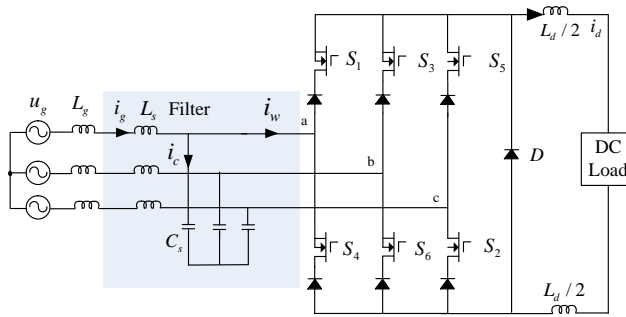 L_d / 2 i_d
S_1 S_3 S_5
u_g L_g i_g L_s Filter i_w a
i_c b D DC
Load
c
C_s S_4 S_6 S_2
L_d / 2